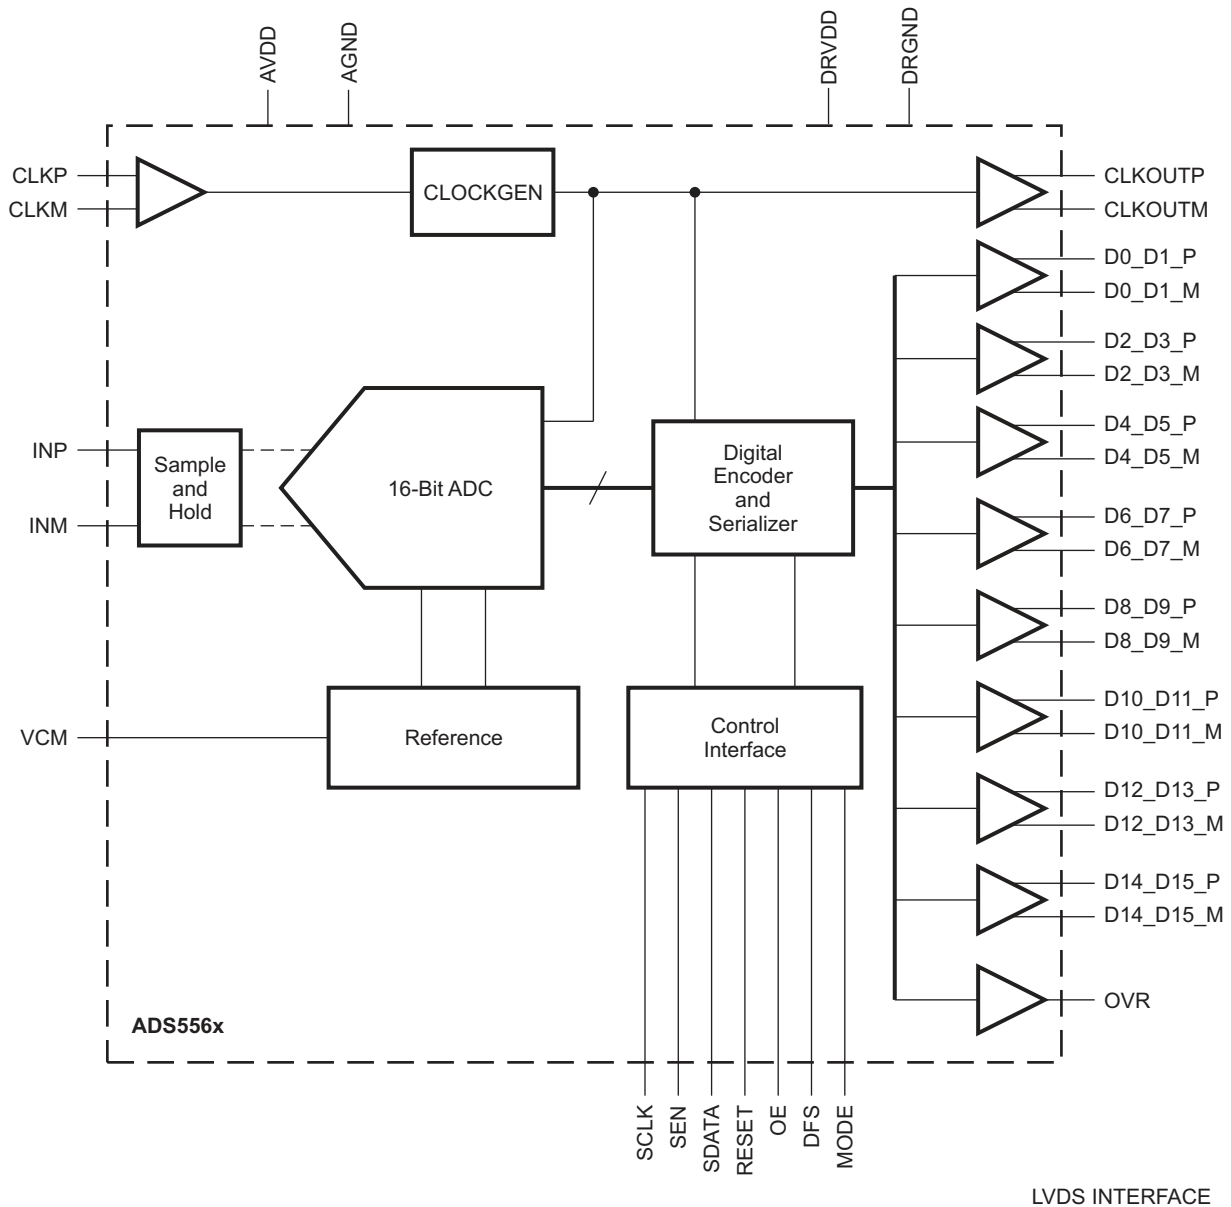 AVDD
AGND
DRVDD
DRGND
CLKP
CLKM
CLOCKGEN
CLKOUTP
CLKOUTM
D0_D1_P
D0_D1_M
D2_D3_P
D2_D3_M
D4_D5_P
D4_D5_M
INP
INM
Sample
and
Hold
16-Bit ADC
Digital
Encoder
and
Serializer
D6_D7_P
D6_D7_M
D8_D9_P
D8_D9_M
VCM
Reference
Control
Interface
D10_D11_P
D10_D11_M
D12_D13_P
D12_D13_M
D14_D15_P
D14_D15_M
OVR
ADS556x
SCLK
SEN
SDATA
RESET
OE
DFS
MODE
LVDS INTERFACE